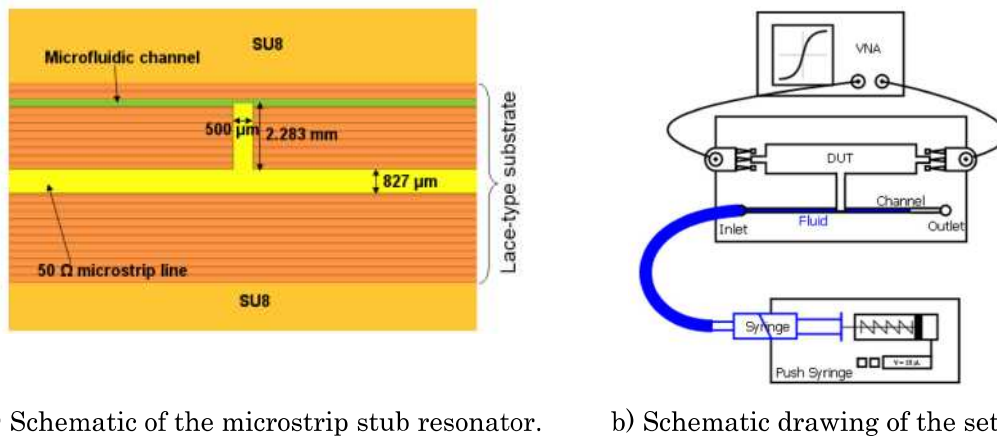 SU8
Microfluidic channel
500 µm
2.283 mm
827 µm
50 Ω microstrip line
SU8
Lace-type substrate
VNA
DUT
Channel
Fluid
Inlet
Outlet
Syringe
Push Syringe
Schematic of the microstrip stub resonator.
b) Schematic drawing of the set